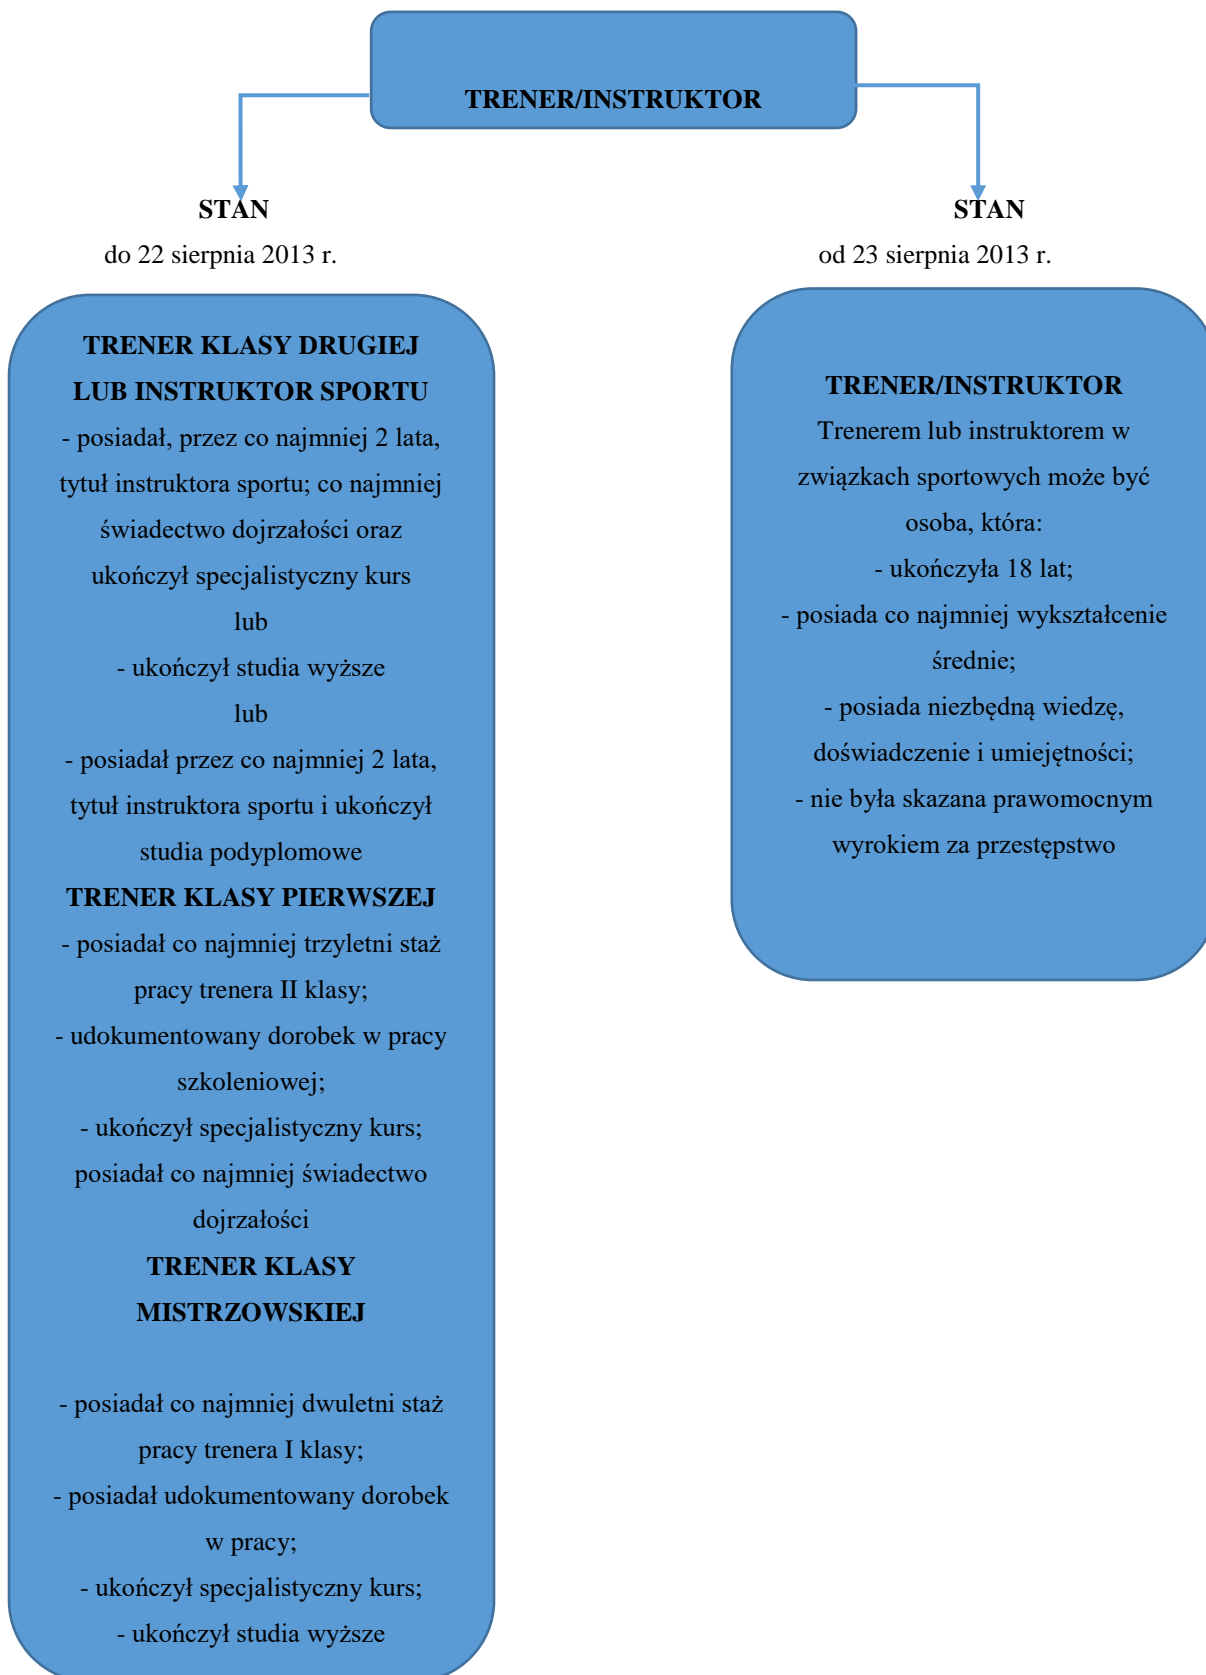 TRENER/INSTRUKTOR
STAN
do 22 sierpnia 2013 r.
STAN
od 23 sierpnia 2013 r.
TRENER KLASY DRUGIEJ
LUB INSTRUKTOR SPORTU
- posiadał, przez co najmniej 2 lata,
tytuł instruktora sportu; co najmniej
świadectwo dojrzałości oraz
ukończył specjalistyczny kurs
lub
- ukończył studia wyższe
lub
- posiadał przez co najmniej 2 lata,
tytuł instruktora sportu i ukończył
studia podyplomowe
TRENER KLASY PIERWSZEJ
- posiadał co najmniej trzyletni staż
pracy trenera II klasy;
- udokumentowany dorobek w pracy
szkoleniowej;
- ukończył specjalistyczny kurs;
posiadał co najmniej świadectwo
dojrzałości
TRENER KLASY
MISTRZOWSKIEJ
- posiadał co najmniej dwuletni staż
pracy trenera I klasy;
- posiadał udokumentowany dorobek
w pracy;
- ukończył specjalistyczny kurs;
- ukończył studia wyższe
TRENER/INSTRUKTOR
Trenerem lub instruktorem w
związkach sportowych może być
osoba, która:
- ukończyła 18 lat;
- posiada co najmniej wykształcenie
średnie;
- posiada niezbędną wiedzę,
doświadczenie i umiejętności;
- nie była skazana prawomocnym
wyrokiem za przestępstwo